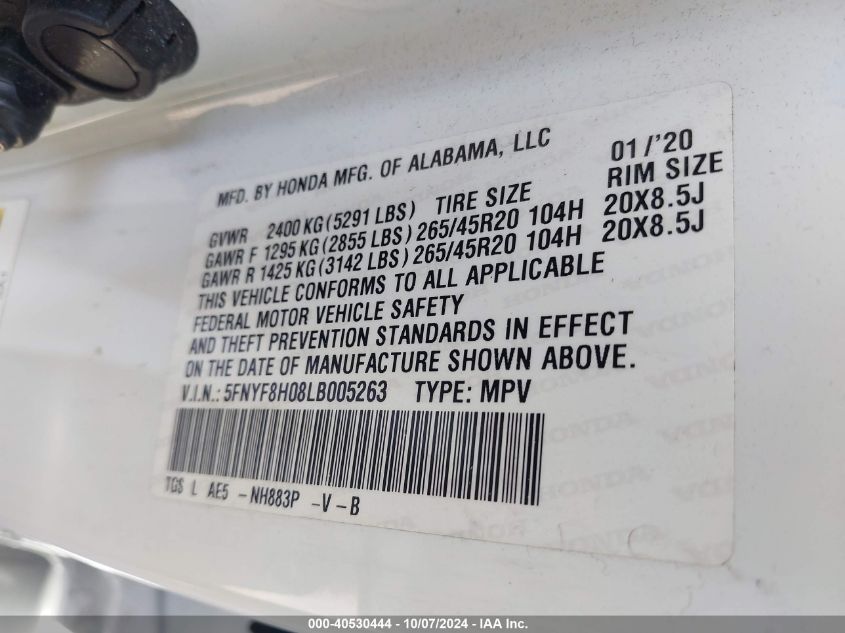 MFD. BY HONDA MFG. OF ALABAMA, LLC 01/'20
GVWR 2400 KG (5291 LBS) TIRE SIZE RIM SIZE
GAWR F 1295 KG (2855 LBS) 265/45R20 104H 20X8.5J
GAWR R 1425 KG (3142 LBS) 265/45R20 104H 20X8.5J
THIS VEHICLE CONFORMS TO ALL APPLICABLE
FEDERAL MOTOR VEHICLE SAFETY
AND THEFT PREVENTION STANDARDS IN EFFECT
ON THE DATE OF MANUFACTURE SHOWN ABOVE.
V.I.N.: 5FNYF8H08LB005263 TYPE: MPV
TGS L AE5 -NH883P -V-B
000-40530444 - 10/07/2024 - IAA Inc.